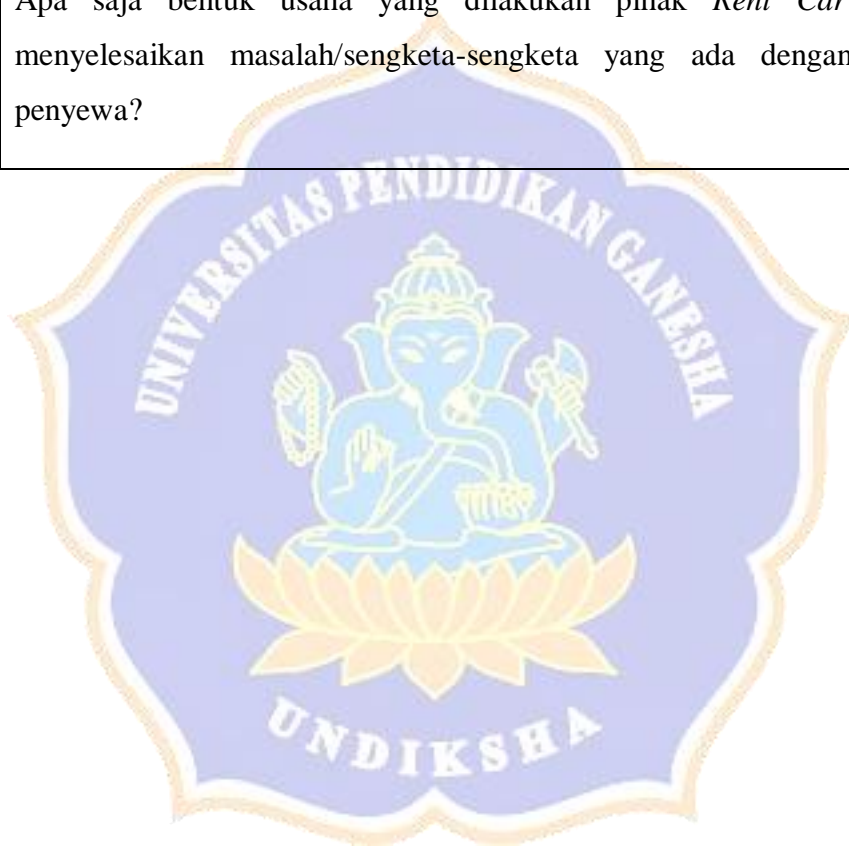 Apa saja bentuk usaha yang dilakukan pihak Rent Car
menyelesaikan masalah/sengketa-sengketa yang ada dengan
penyewa?
UNIVERSITAS PENDIDIKAN GANESHA
UNDIKSHA